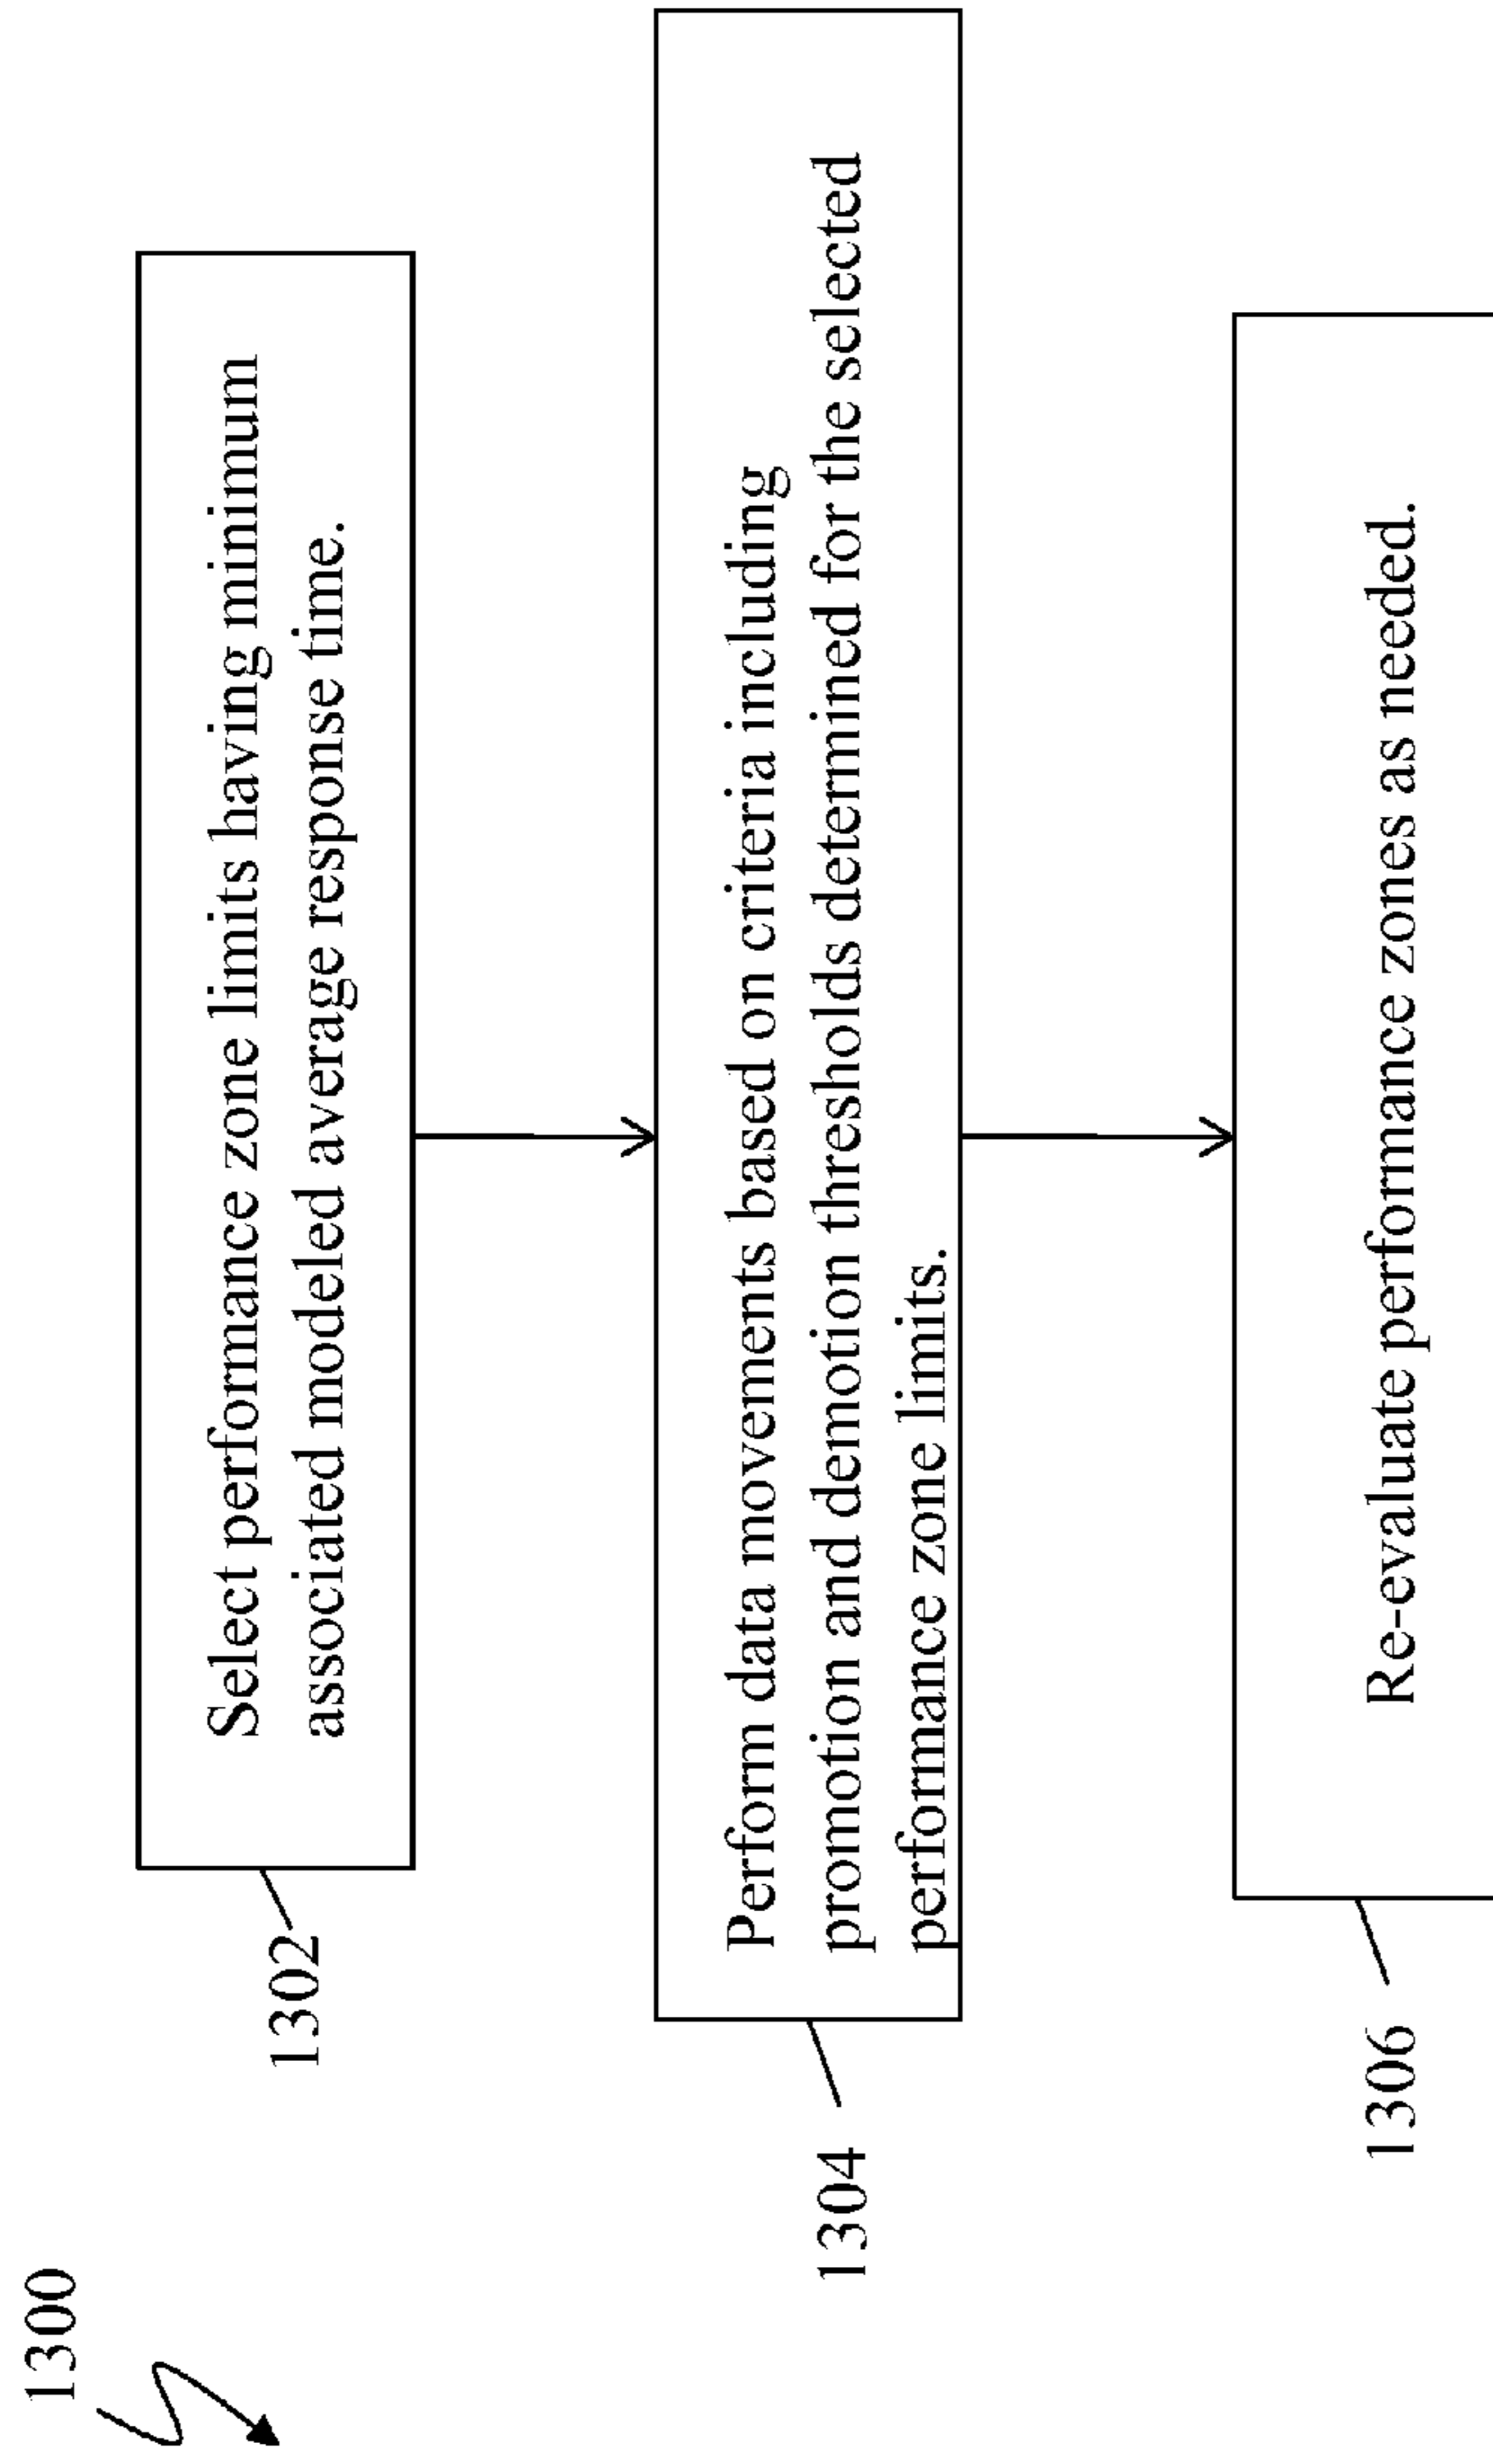 1300
1302
Select performance zone limits having minimum
associated modeled average response time.
1304
Perform data movements based on criteria including
promotion and demotion thresholds determined for the selected
performance zone limits.
1306
Re-evaluate performance zones as needed.